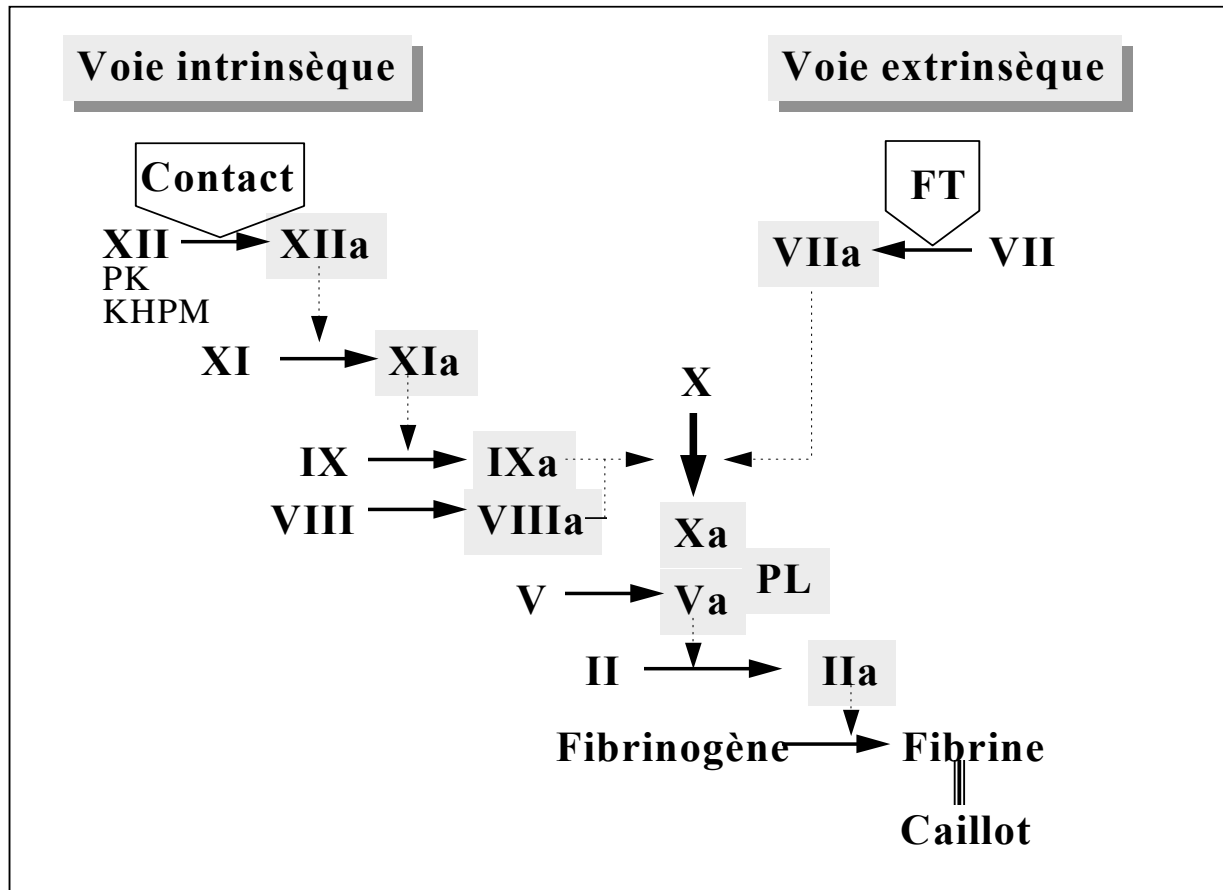 Voie intrinsèque
Voie extrinsèque
Contact
FT
XII XIIa
VIIa VII
PK
KHPM
XI XIa
X
IX IXa
VIII VIIIa
Xa
PL
V Va
II IIa
Fibrinogène Fibrine
Caillot